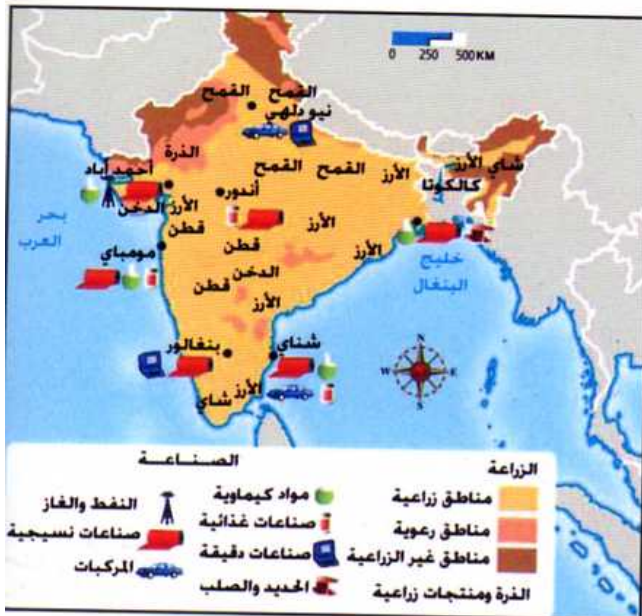 0 250 500 KM
القمح القمح
نيو دلهي
الذرة
أحمد أباد
القمح القمح
الأرز
شاي الأرز
كالكوتا
الأرز
الدخن
أندور
قطن
بحر
العرب
الأرز
قطن
الأرز
مومباي
الدخن
قطن
خليج
البنغال
الأرز
بنغالور
شناي
الأرز
شاي
N
W E
S
الزراعة
مناطق زراعية
مناطق رعوية
مناطق غير الزراعية
الذرة ومنتجات زراعية
الصــنــاعــة
مواد كيماوية
صناعات غذائية
صناعات دقيقة
الحديد والصلب
النفط والغاز
صناعات نسيجية
المركبات